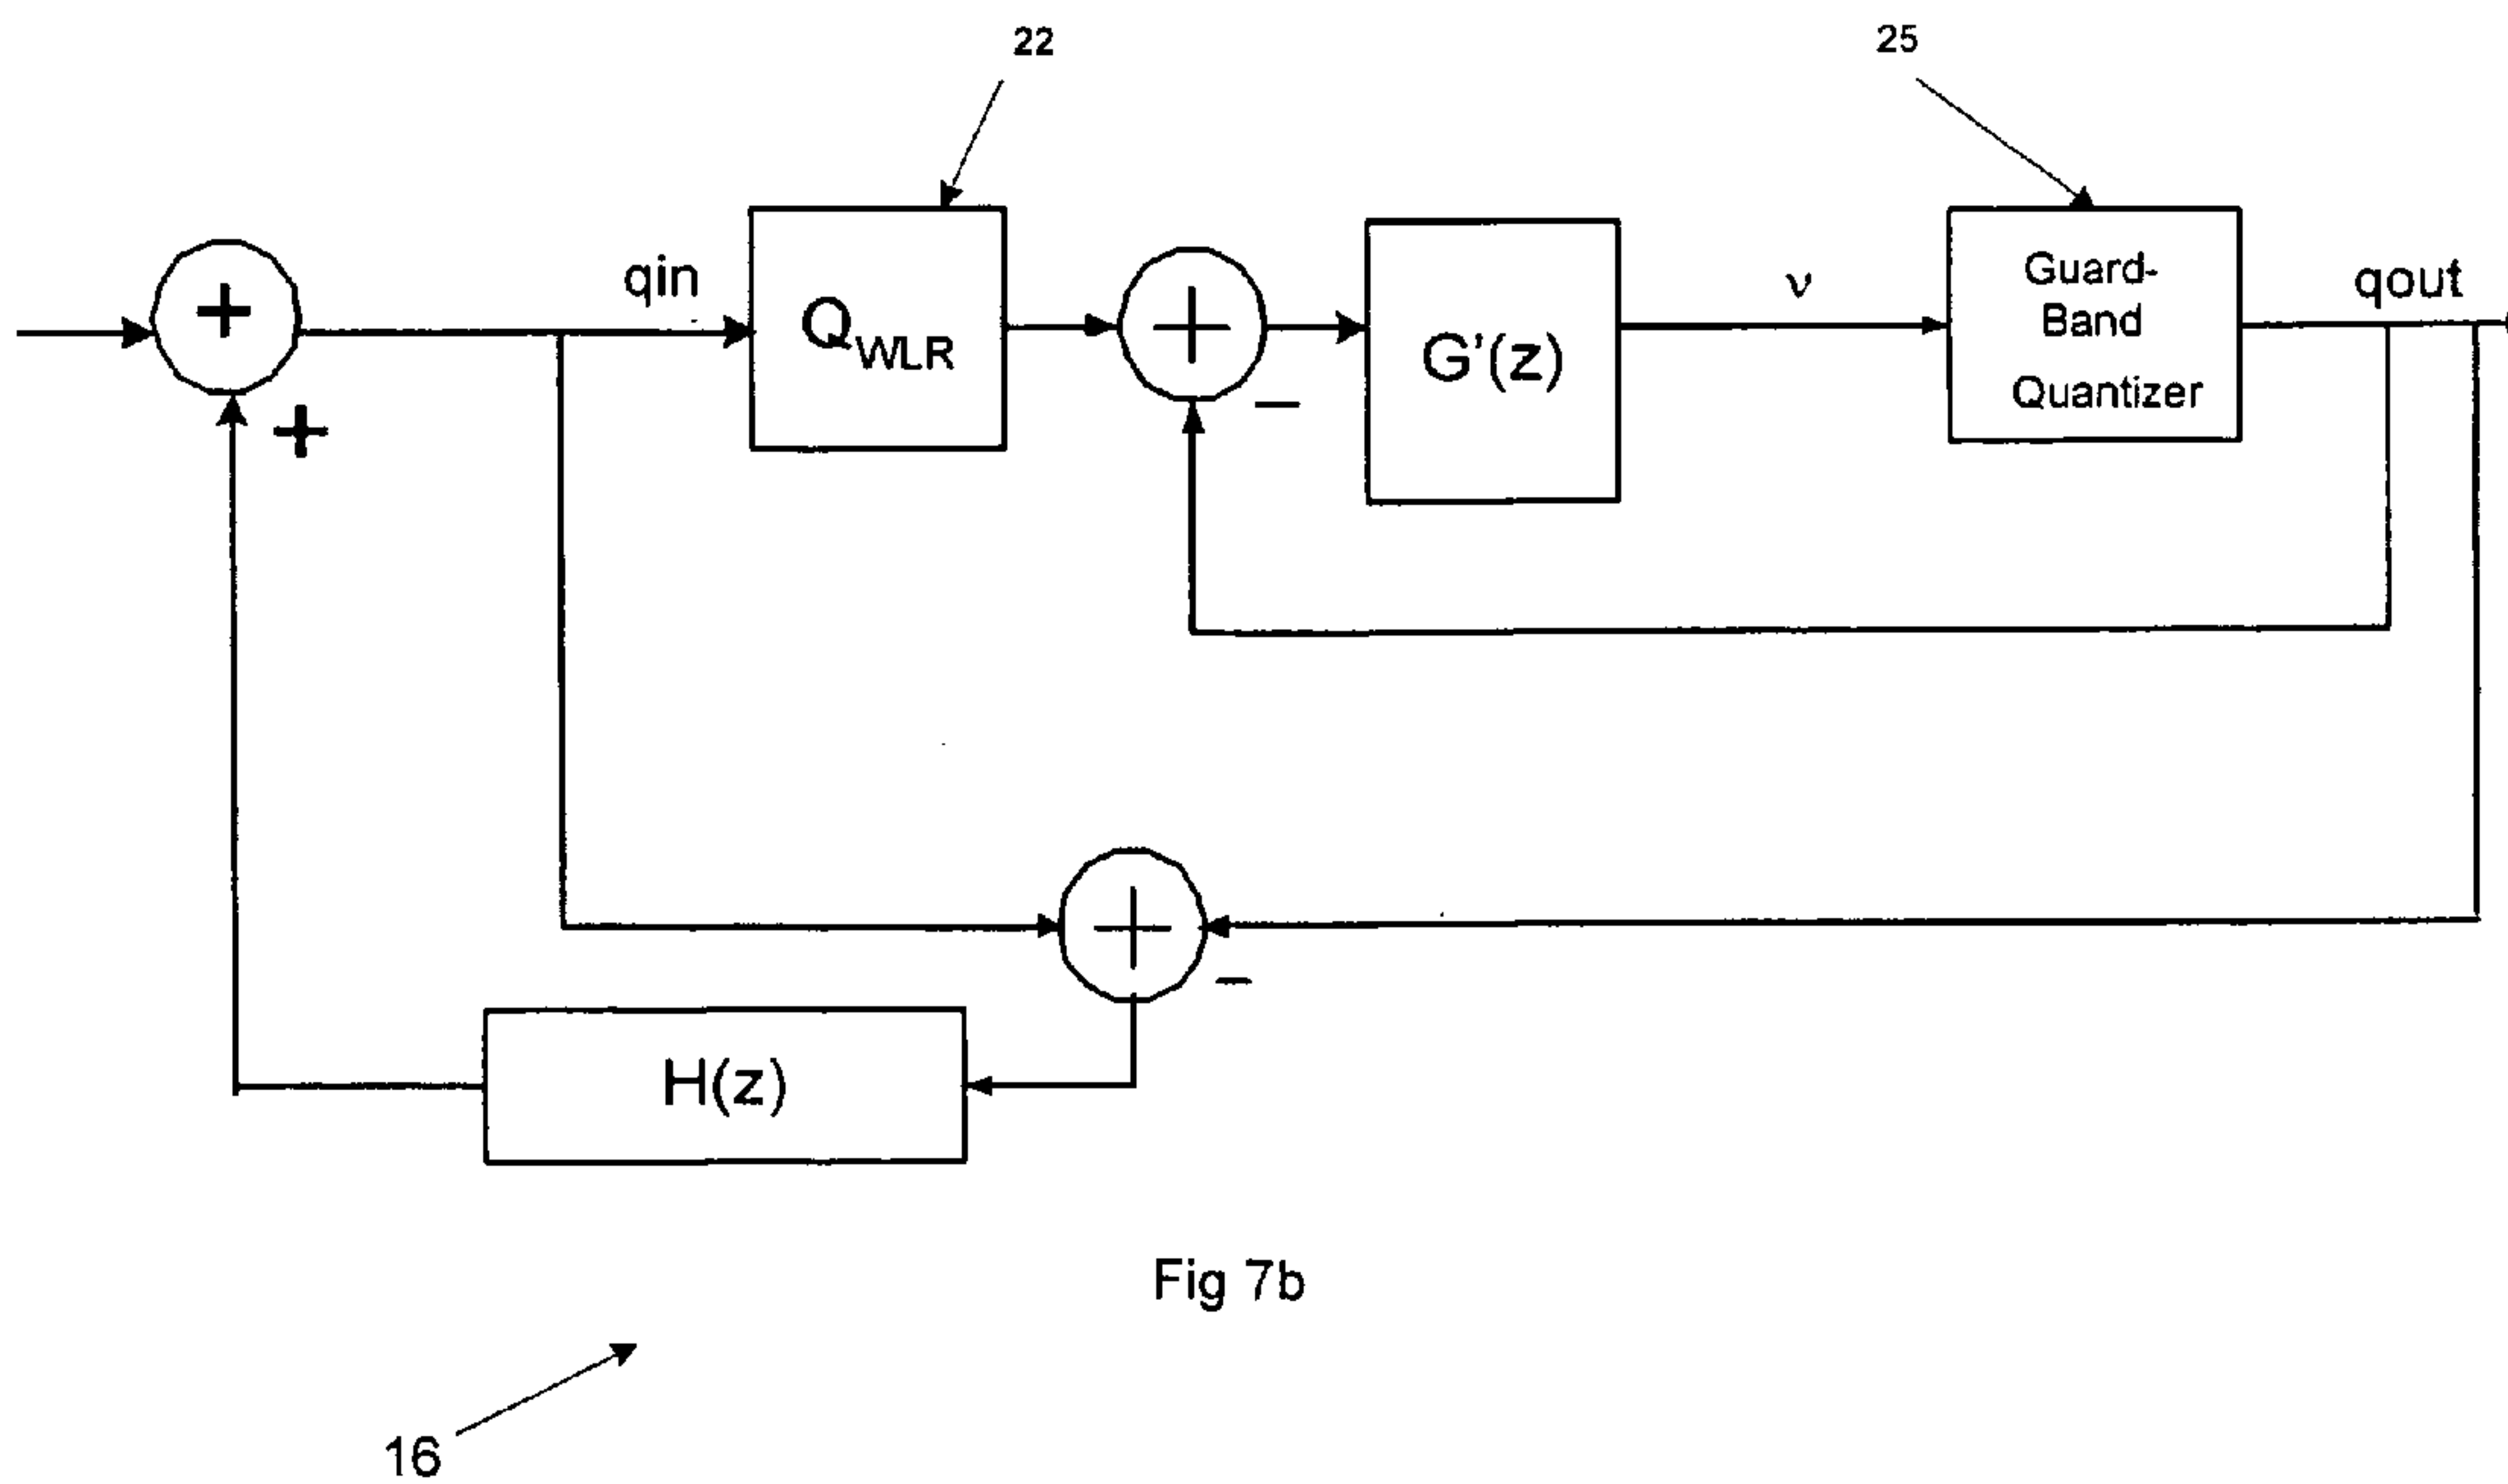 22
25
+
+
qin
Q_WLR
+
−
G'(z)
ν
Guard-
Band
Quantizer
qout
+
−
H(z)
Fig 7b
16